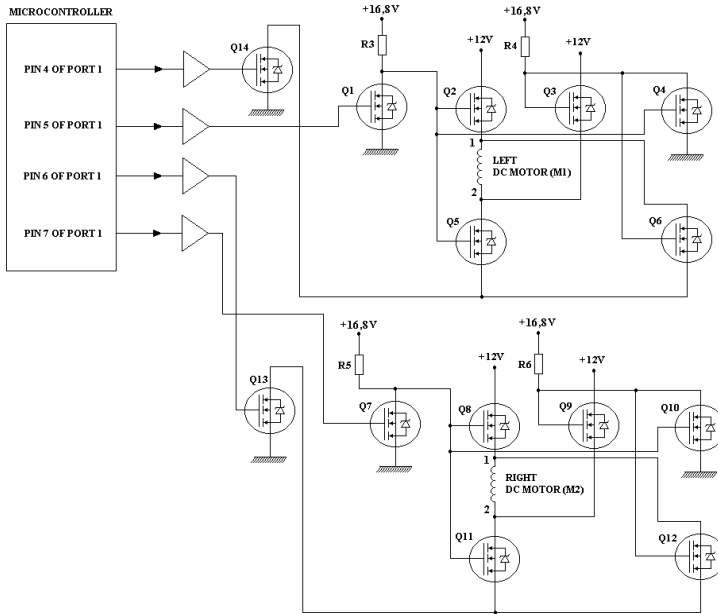 MICROCONTROLLER
PIN 4 OF PORT 1
PIN 5 OF PORT 1
PIN 6 OF PORT 1
PIN 7 OF PORT 1
Q14
+16,8V
R3
Q1
+12V
Q2
+16,8V
R4
+12V
Q3
Q4
1
LEFT
DC MOTOR (M1)
2
Q5
Q6
Q13
+16,8V
R5
Q7
+12V
Q8
+16,8V
R6
+12V
Q9
Q10
1
RIGHT
DC MOTOR (M2)
2
Q11
Q12